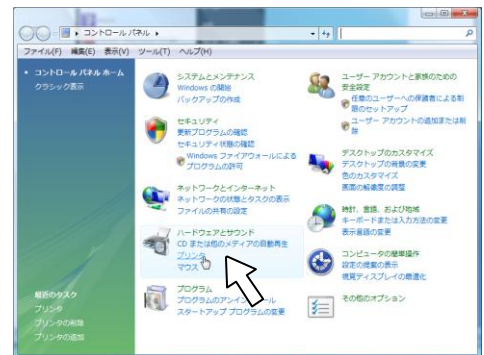 コントロール パネル
ファイル(F) 編集(E) 表示(V) ツール(T) ヘルプ(H)
コントロール パネル ホーム
クラシック表示
システムとメンテナンス
Windows の開始
バックアップの作成
セキュリティ
更新プログラムの確認
セキュリティ状態の確認
Windows ファイアウォールによる
プログラムの許可
ネットワークとインターネット
ネットワークの状態とタスクの表示
ファイルの共有の設定
ハードウェアとサウンド
CD または他のメディアの自動再生
プリンタ
マウス
プログラム
プログラムのアンインストール
スタートアップ プログラムの変更
ユーザー アカウントと家族のための
安全設定
任意のユーザーへの保護者による制
限のセットアップ
ユーザー アカウントの追加または削
除
デスクトップのカスタマイズ
デスクトップの背景の変更
色のカスタマイズ
画面の解像度の調整
時計、言語、および地域
キーボードまたは入力方法の変更
表示言語の変更
コンピュータの簡単操作
設定の提案の表示
視覚ディスプレイの最適化
その他のオプション
最近のタスク
プリンタ
プリンタの削除
プリンタの追加